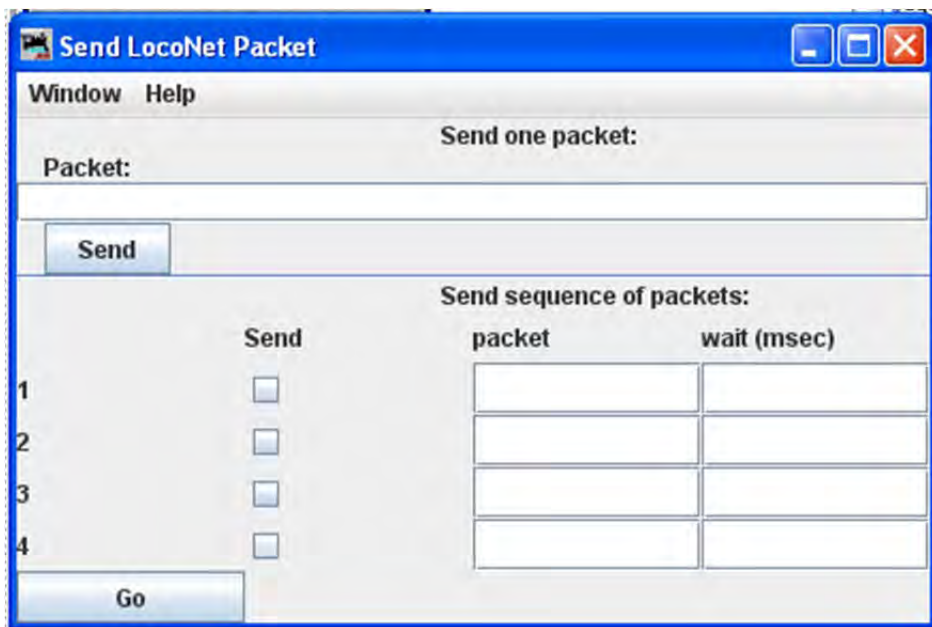 Send LocoNet Packet
Window Help
Send one packet:
Packet:
Send
Send sequence of packets:
Send packet wait (msec)
1
2
3
4
Go